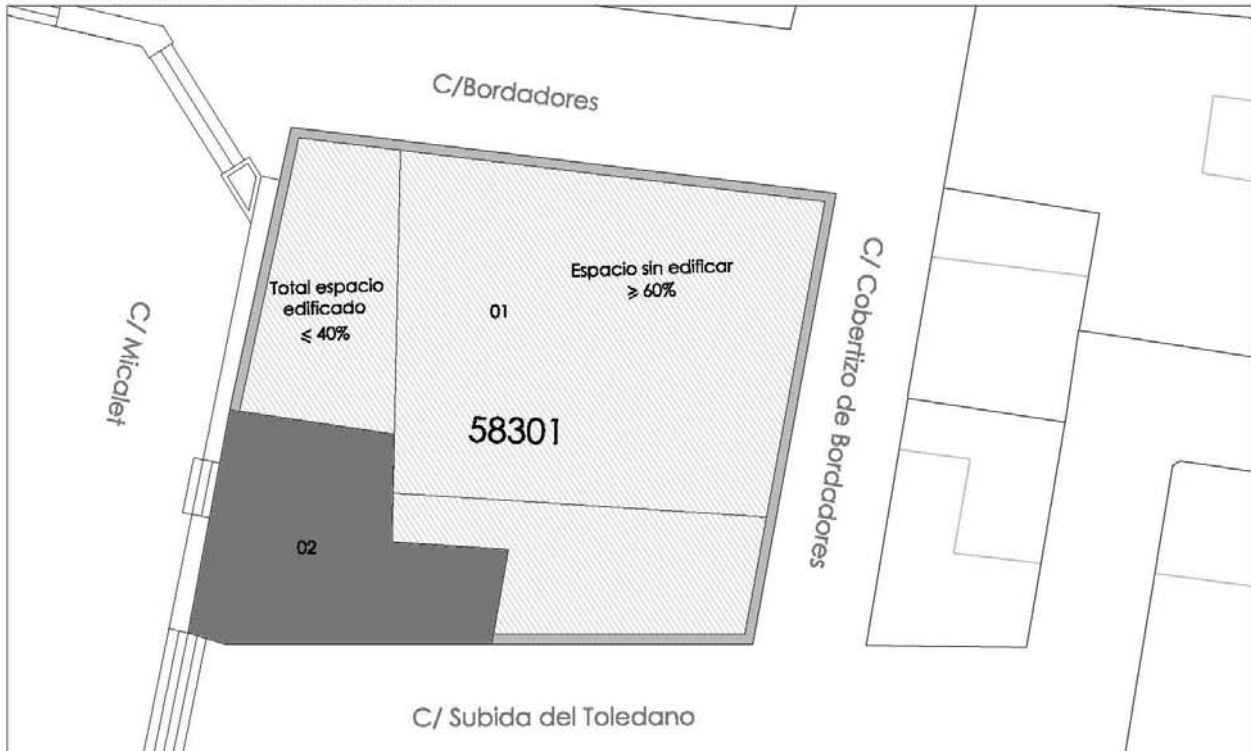 C/Bordadores
Espacio sin edificar
≥ 60%
Total espacio
edificado
≤ 40%
01
C/ Micalet
C/ Cobertizo de Bordadores
58301
02
C/ Subida del Toledano